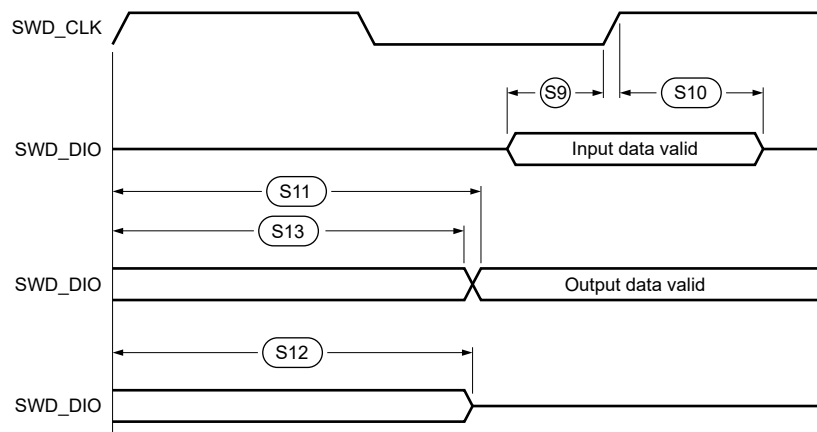 SWD_CLK
S9
S10
SWD_DIO
Input data valid
S11
S13
SWD_DIO
Output data valid
S12
SWD_DIO